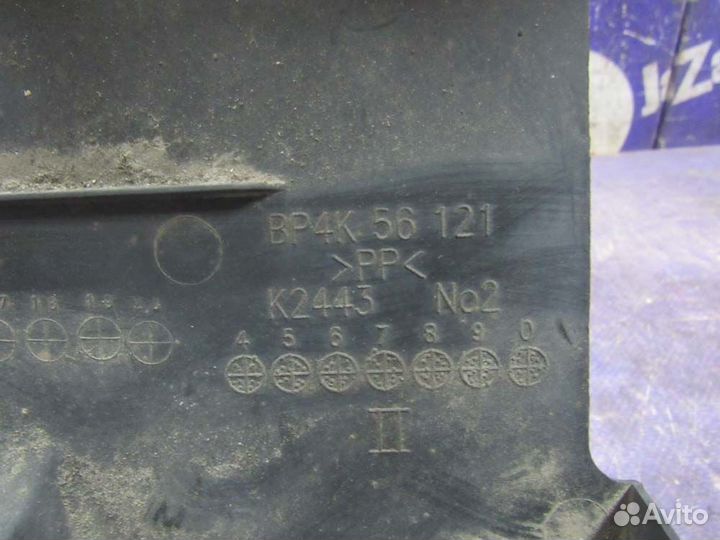 BP4K 56 121
>PP<
K2443 No2
4 5 6 7 8 9 0
II
Avito